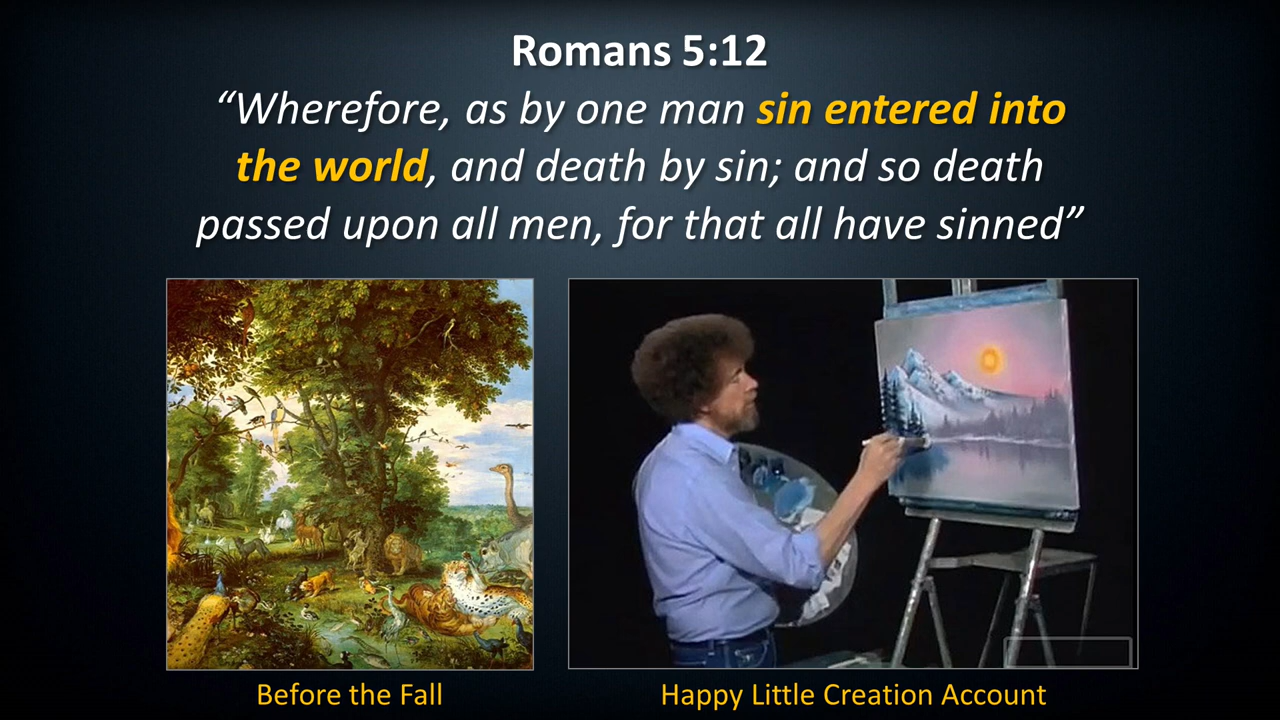 Romans 5:12
“Wherefore, as by one man sin entered into
the world, and death by sin; and so death
passed upon all men, for that all have sinned”
Before the Fall
Happy Little Creation Account